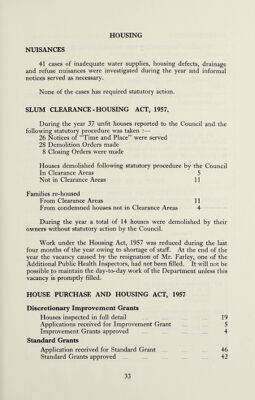 HOUSING
NUISANCES
41 cases of inadequate water supplies, housing defects, drainage
and refuse nuisances were investigated during the year and informal
notices served as necessary.
None of the cases has required statutory action.
SLUM CLEARANCE-HOUSING ACT, 1957.
During the year 37 unfit houses reported to the Council and the
following statutory procedure was taken :—
26 Notices of "Time and Place" were served
28 Demolition Orders made
8 Closing Orders were made
Houses demolished following statutory procedure by the Council
In Clearance Areas 5
Not in Clearance Areas 11
Families re-housed
From Clearance Areas 11
From condemned houses not in Clearance Areas 4
During the year a total of 14 houses were demolished by their
owners without statutory action by the Council.
Work under the Housing Act, 1957 was reduced during the last
four months of the year owing to shortage of staff. At the end of the
year the vacancy caused by the resignation of Mr. Farley, one of the
Additional Public Health Inspectors, had not been filled. It will not be
possible to maintain the day-to-day work of the Department unless this
vacancy is promptly filled.
HOUSE PURCHASE AND HOUSING ACT, 1957
Discretionary Improvement Grants
Houses inspected in full detail 19
Applications received for Improvement Grant 5
Improvement Grants approved 4
Standard Grants
Application received for Standard Grant 46
Standard Grants approved 42
33